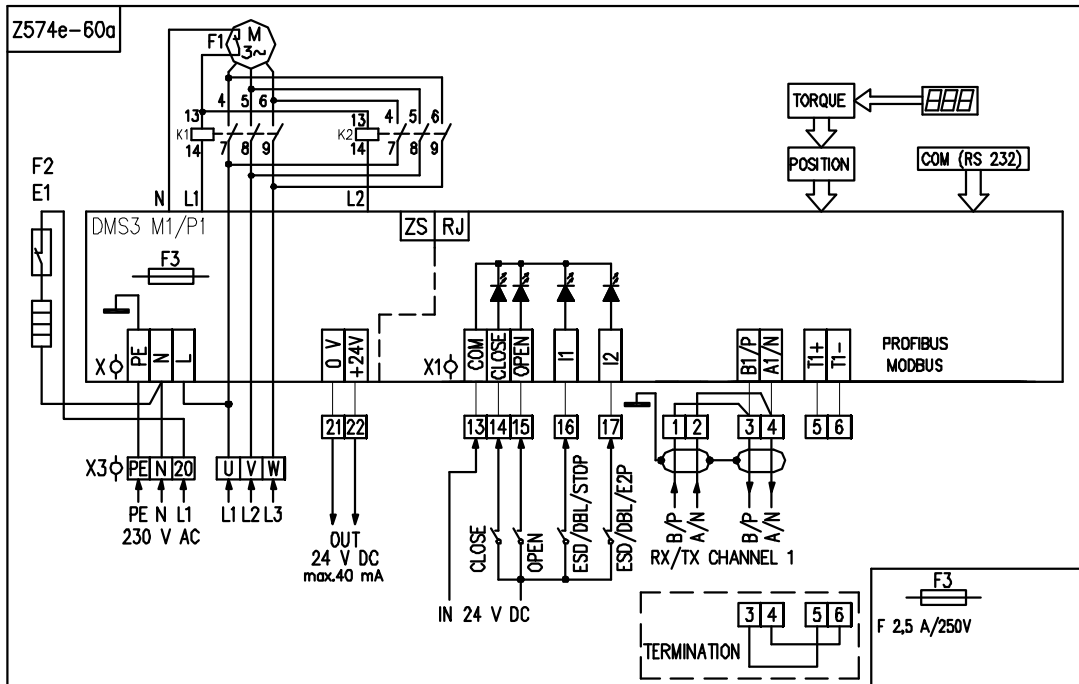 Z574e-60a
M
3~
F1
4 5 6
13
K1
14
7 8 9
4 5 6
13
K2
14
7 8 9
TORQUE
888
POSITION
COM (RS 232)
F2
E1
N L1 L2
DMS3 M1/P1
ZS RJ
F3
X
PE N L
0 V
+24V
X1
COM
CLOSE
OPEN
I1
I2
B1/P
A1/N
T1+
T1-
PROFIBUS
MODBUS
21 22
13 14 15 16 17
1 2 3 4 5 6
X3
PE N 20 U V W
PE N L1 L1 L2 L3
230 V AC
OUT
24 V DC
max.40 mA
CLOSE
OPEN
ESD/DBL/STOP
ESD/DBL/E2P
B/P
A/N
B/P
A/N
RX/TX CHANNEL 1
IN 24 V DC
TERMINATION
3 4 5 6
F3
F 2,5 A/250V